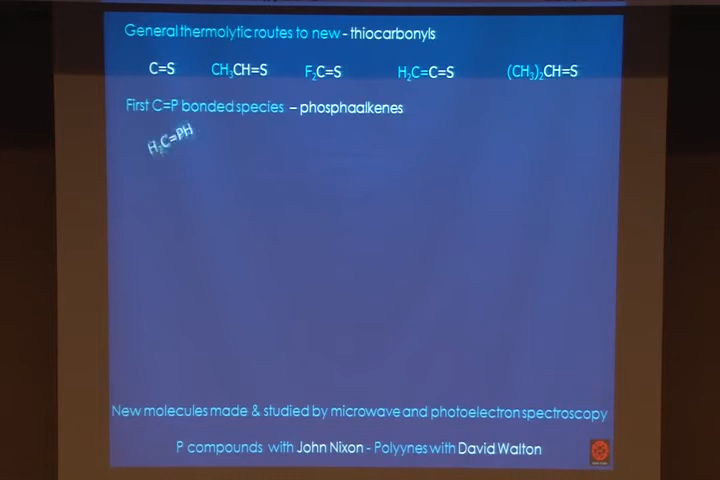 General thermolytic routes to new - thiocarbonyls
C=S CH₃CH=S F₂C=S H₂C=C=S (CH₃)₂CH=S
First C=P bonded species – phosphaalkenes
H₂C=PH
New molecules made & studied by microwave and photoelectron spectroscopy
P compounds with John Nixon - Polyynes with David Walton